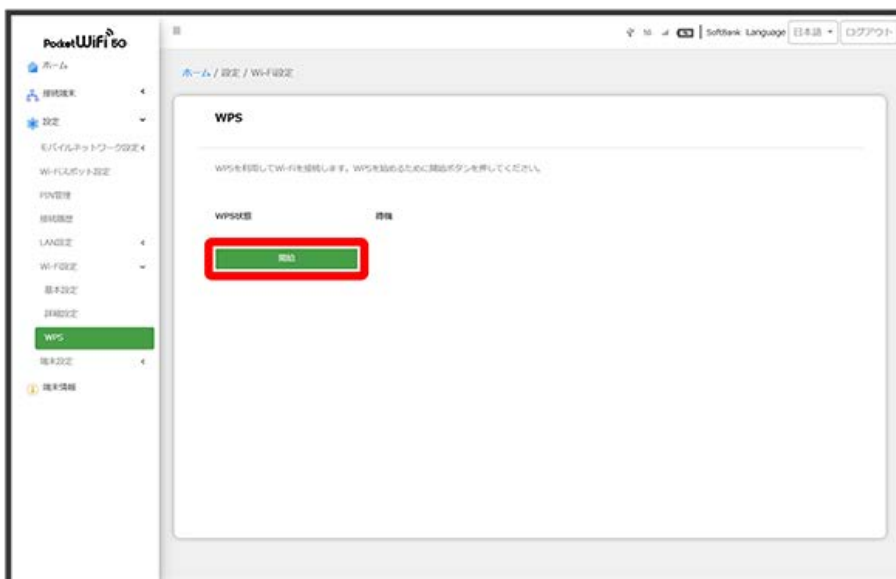 Pocket WiFi 5G
SoftBank Language 日本語 ログアウト
ホーム
接続端末
設定
モバイルネットワーク設定
Wi-Fiスポット設定
PIN管理
接続履歴
LAN設定
Wi-Fi設定
基本設定
詳細設定
WPS
端末設定
端末情報
ホーム / 設定 / Wi-Fi設定
WPS
WPSを利用してWi-Fiを接続します。WPSを始めるために開始ボタンを押してください。
WPS状態 待機
開始